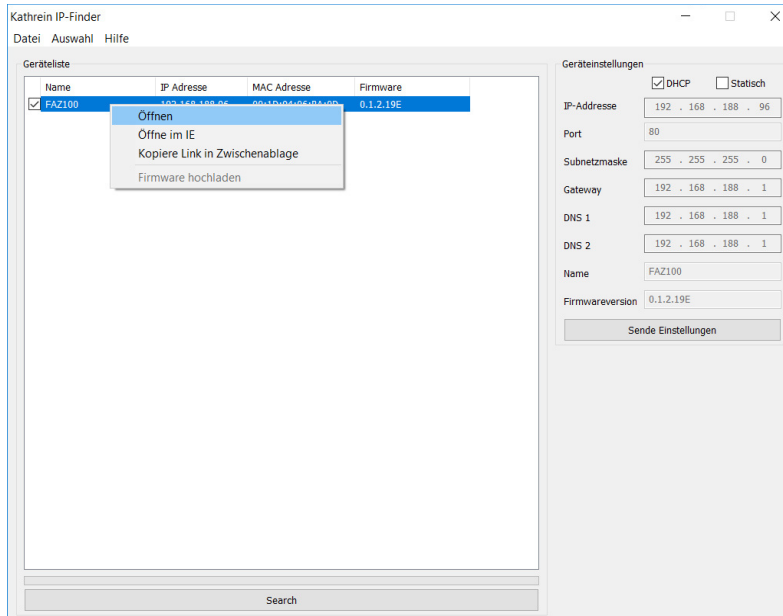 Kathrein IP-Finder
Datei Auswahl Hilfe
Geräteliste
Name IP Adresse MAC Adresse Firmware
FAZ100 0.1.2.19E
Öffnen
Öffne im IE
Kopiere Link in Zwischenablage
Firmware hochladen
Search
Geräteinstellungen
DHCP Statisch
IP-Addresse 192 . 168 . 188 . 96
Port 80
Subnetzmaske 255 . 255 . 255 . 0
Gateway 192 . 168 . 188 . 1
DNS 1 192 . 168 . 188 . 1
DNS 2 192 . 168 . 188 . 1
Name FAZ100
Firmwareversion 0.1.2.19E
Sende Einstellungen